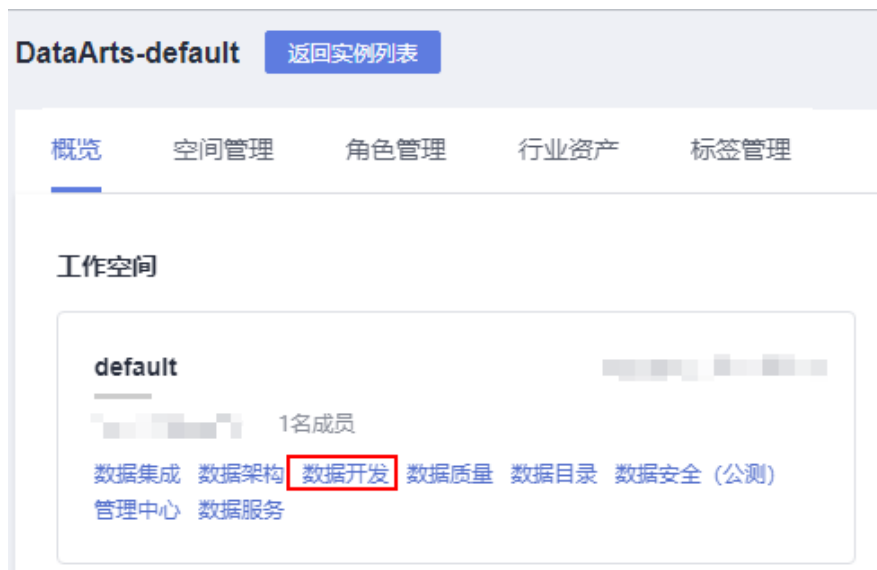 DataArts-default 返回实例列表
概览 空间管理 角色管理 行业资产 标签管理
工作空间
default
1名成员
数据集成 数据架构 数据开发 数据质量 数据目录 数据安全（公测）
管理中心 数据服务